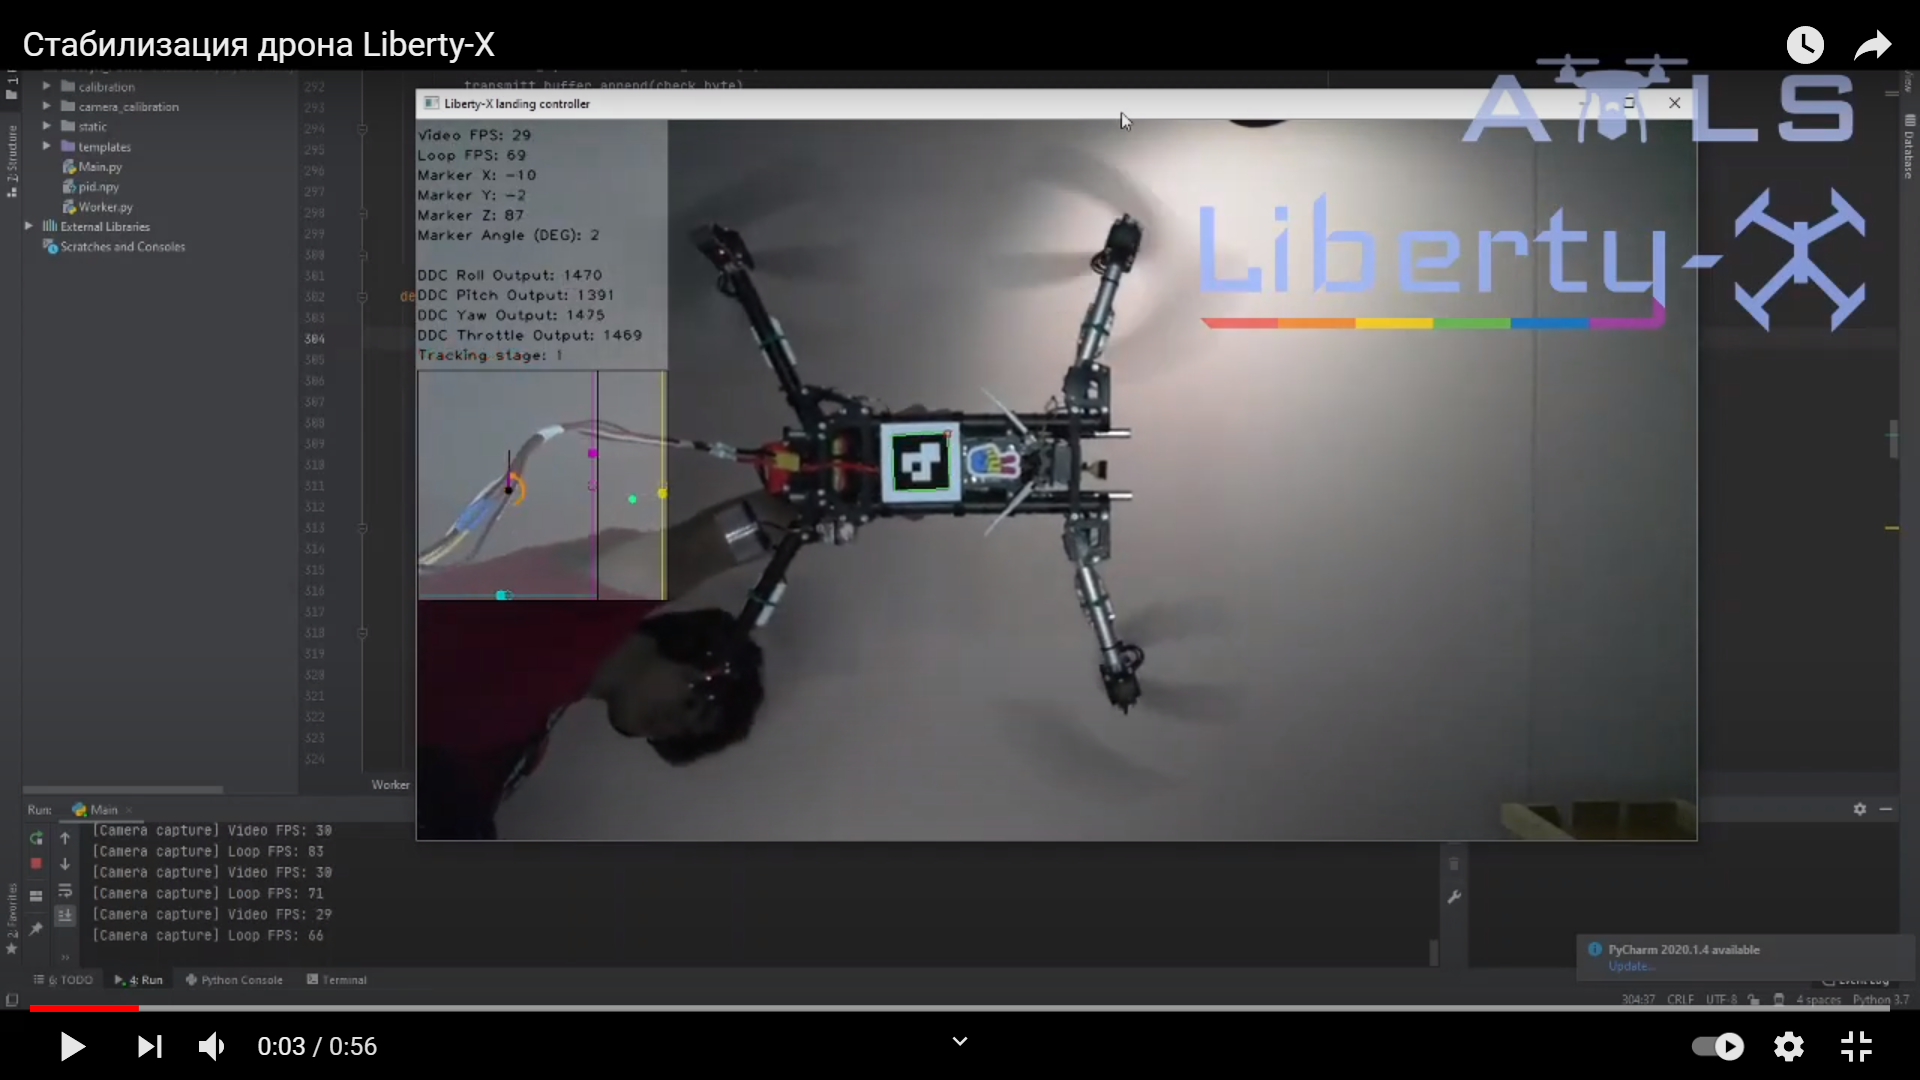 Стабилизация дрона Liberty-X
calibration
camera_calibration
static
templates
Main.py
pid.npy
Worker.py
External Libraries
Scratches and Consoles
Z: Structure
Database
292
293
294
295
296
297
298
299
300
301
302
303
304
305
306
307
308
309
310
311
312
313
314
315
316
317
318
319
320
321
322
323
324
transmitt_buffer.append(check_byte)
de
Liberty-X landing controller
Video FPS: 29
Loop FPS: 69
Marker X: -10
Marker Y: -2
Marker Z: 87
Marker Angle (DEG): 2
DDC Roll Output: 1470
DDC Pitch Output: 1391
DDC Yaw Output: 1475
DDC Throttle Output: 1469
Tracking stage: 1
A LS
Liberty-X
Worker
Run: Main
[Camera capture] Video FPS: 30
[Camera capture] Loop FPS: 83
[Camera capture] Video FPS: 30
[Camera capture] Loop FPS: 71
[Camera capture] Video FPS: 29
[Camera capture] Loop FPS: 66
2: Favorites
PyCharm 2020.1.4 available
Update...
6: TODO 4: Run Python Console Terminal
Event Log
304:37 CRLF UTF-8 4 spaces Python 3.7
0:03 / 0:56